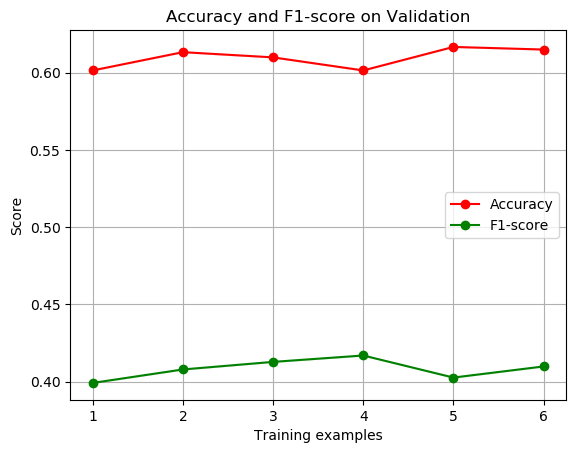 Accuracy and F1-score on Validation
0.60
0.55
0.50
0.45
0.40
Score
Accuracy
F1-score
1 2 3 4 5 6
Training examples